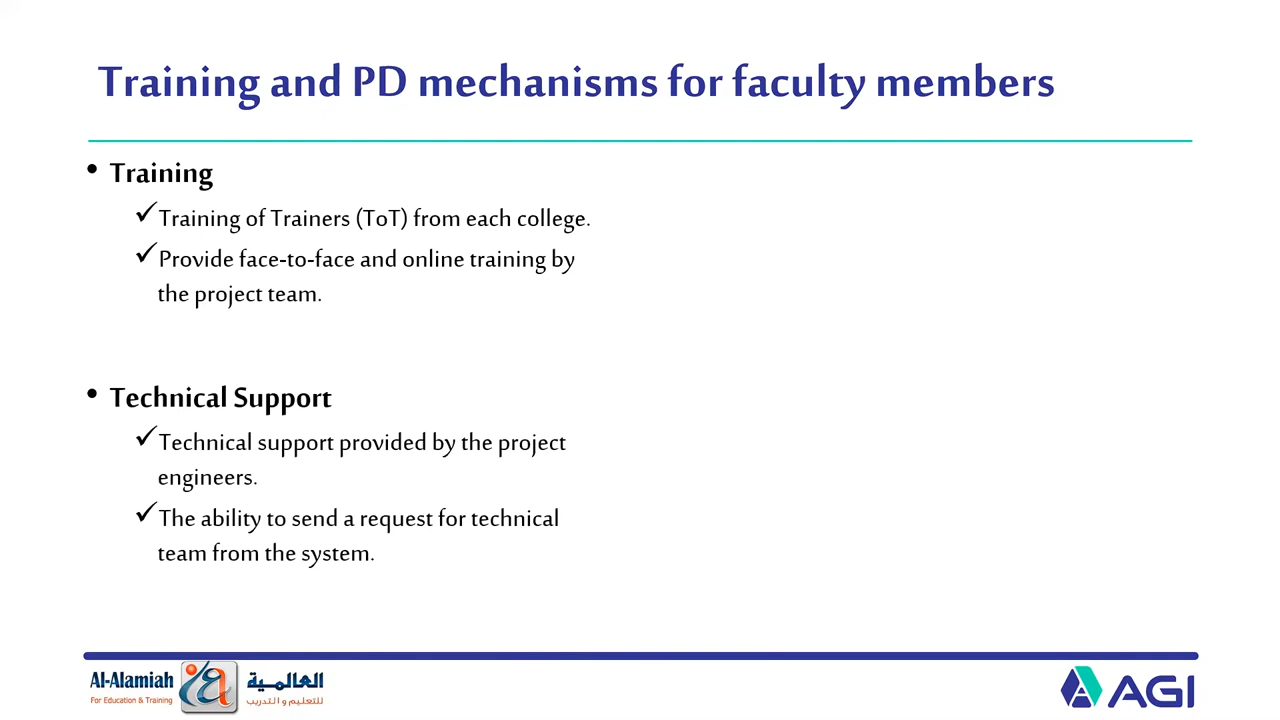 Training and PD mechanisms for faculty members
• Training
✓Training of Trainers (ToT) from each college.
✓Provide face-to-face and online training by
the project team.
• Technical Support
✓Technical support provided by the project
engineers.
✓The ability to send a request for technical
team from the system.
Al-Alamiah
For Education & Training
العالمية
للتعليم و التدريب
AGI